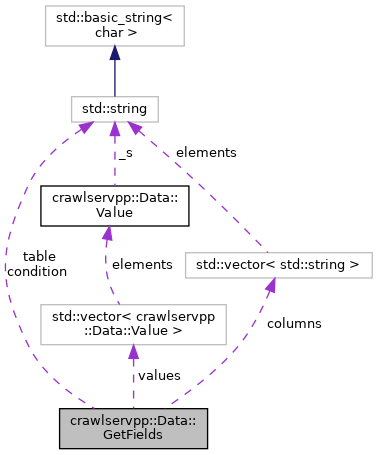 std::basic_string<
char >
std::string
_s
elements
crawlservpp::Data::
Value
table
condition
elements
std::vector< std::string >
std::vector< crawlservpp
::Data::Value >
columns
values
crawlservpp::Data::
GetFields